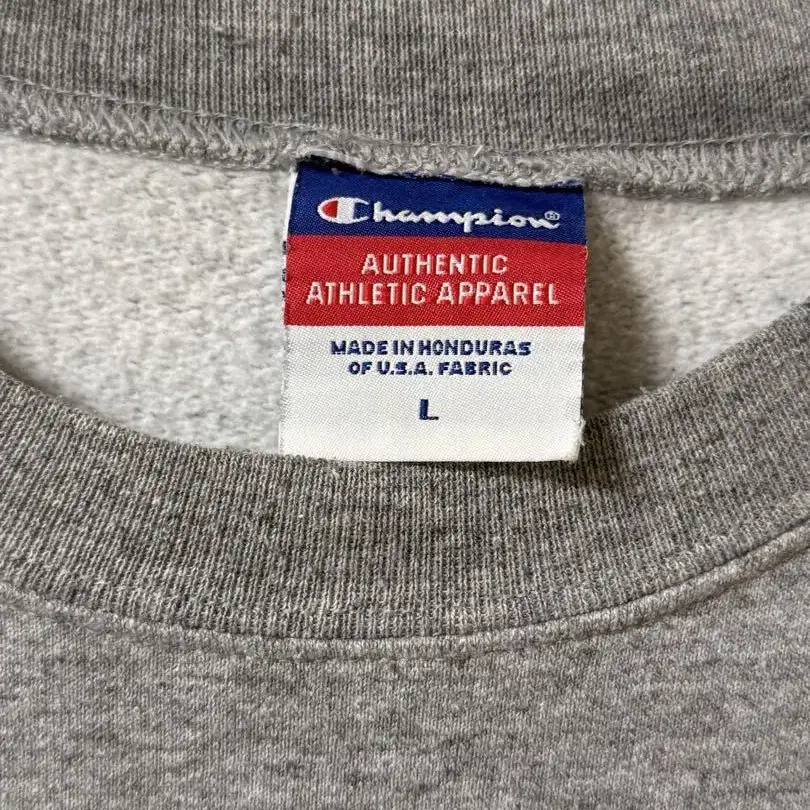 Champion®
AUTHENTIC
ATHLETIC APPAREL
MADE IN HONDURAS
OF U.S.A. FABRIC
L